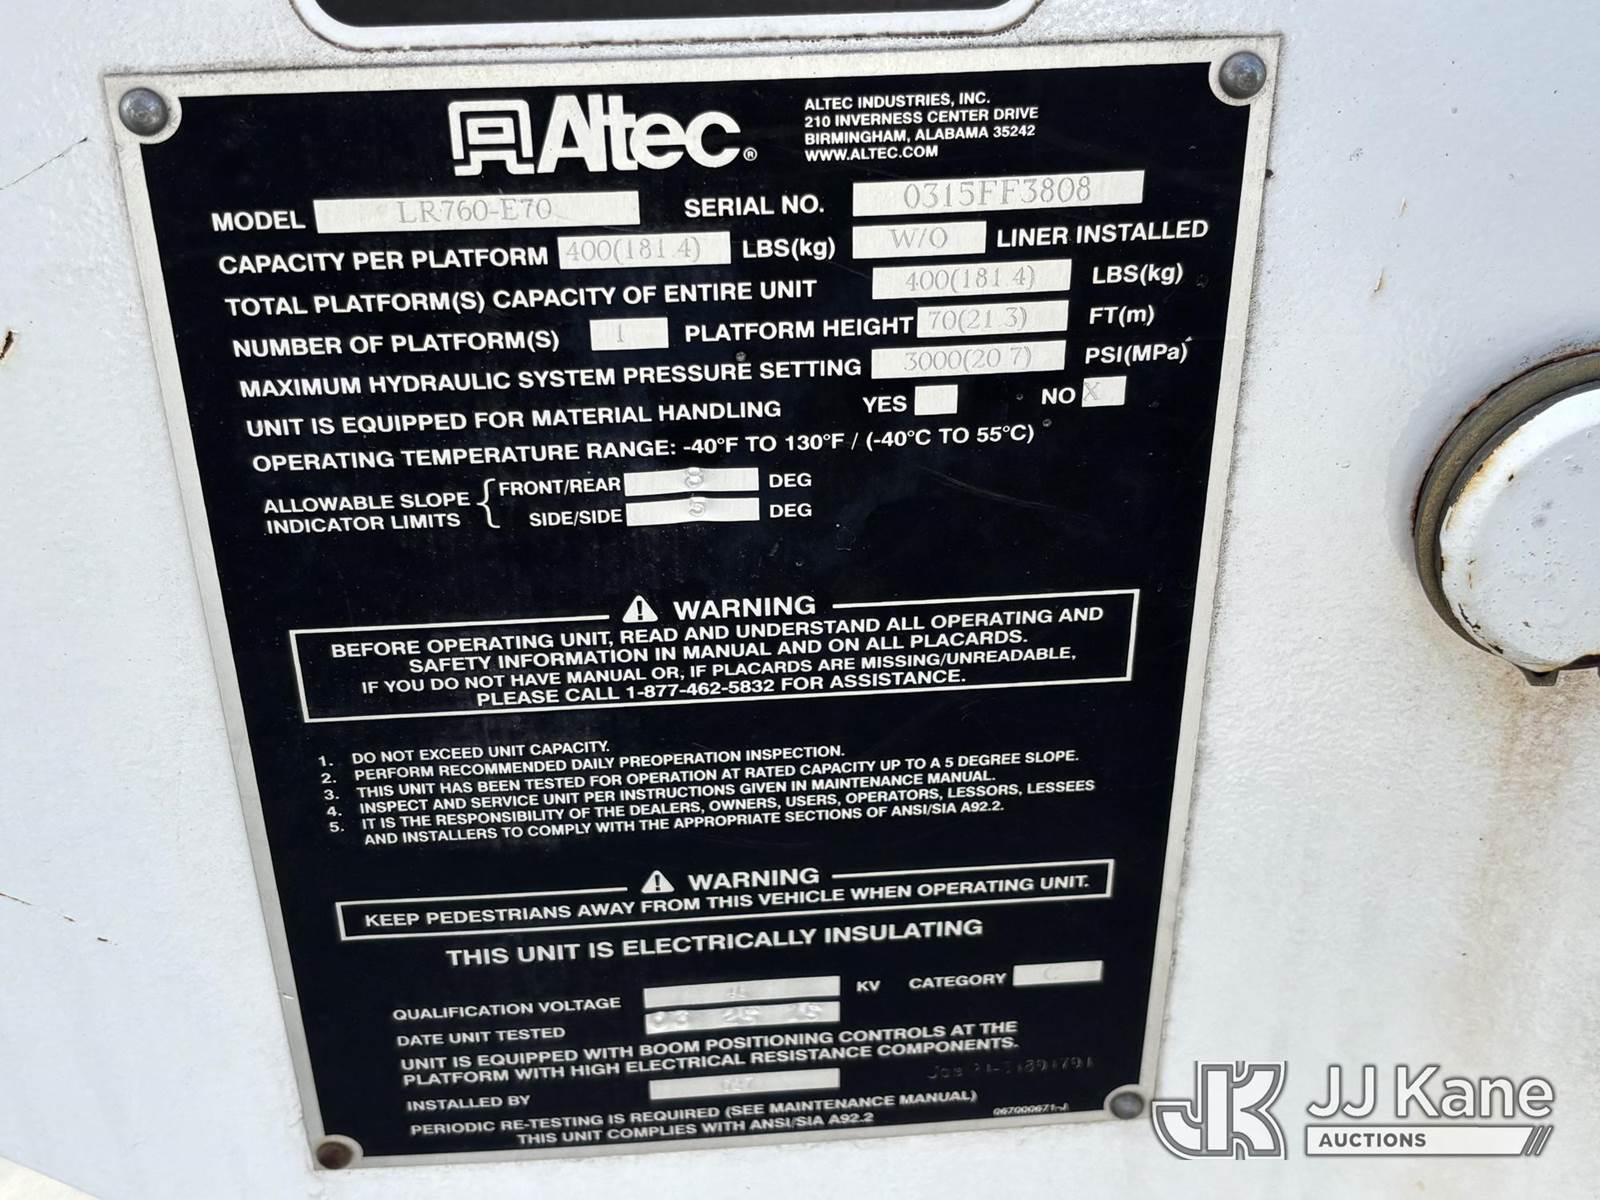 Altec®
ALTEC INDUSTRIES, INC.
210 INVERNESS CENTER DRIVE
BIRMINGHAM, ALABAMA 35242
WWW.ALTEC.COM
MODEL LR760-E70 SERIAL NO. 0315FF3808
CAPACITY PER PLATFORM 400(181.4) LBS(kg) W/O LINER INSTALLED
TOTAL PLATFORM(S) CAPACITY OF ENTIRE UNIT 400(181.4) LBS(kg)
NUMBER OF PLATFORM(S) 1 PLATFORM HEIGHT 70(21.3) FT(m)
MAXIMUM HYDRAULIC SYSTEM PRESSURE SETTING 3000(20.7) PSI(MPa)
UNIT IS EQUIPPED FOR MATERIAL HANDLING YES NO X
OPERATING TEMPERATURE RANGE: -40°F TO 130°F / (-40°C TO 55°C)
ALLOWABLE SLOPE INDICATOR LIMITS { FRONT/REAR 8 DEG
SIDE/SIDE 5 DEG
⚠ WARNING
BEFORE OPERATING UNIT, READ AND UNDERSTAND ALL OPERATING AND
SAFETY INFORMATION IN MANUAL AND ON ALL PLACARDS.
IF YOU DO NOT HAVE MANUAL OR, IF PLACARDS ARE MISSING/UNREADABLE,
PLEASE CALL 1-877-462-5832 FOR ASSISTANCE.
1. DO NOT EXCEED UNIT CAPACITY.
2. PERFORM RECOMMENDED DAILY PREOPERATION INSPECTION.
3. THIS UNIT HAS BEEN TESTED FOR OPERATION AT RATED CAPACITY UP TO A 5 DEGREE SLOPE.
4. INSPECT AND SERVICE UNIT PER INSTRUCTIONS GIVEN IN MAINTENANCE MANUAL.
5. IT IS THE RESPONSIBILITY OF THE DEALERS, OWNERS, USERS, OPERATORS, LESSORS, LESSEES
AND INSTALLERS TO COMPLY WITH THE APPROPRIATE SECTIONS OF ANSI/SIA A92.2.
⚠ WARNING
KEEP PEDESTRIANS AWAY FROM THIS VEHICLE WHEN OPERATING UNIT.
THIS UNIT IS ELECTRICALLY INSULATING
QUALIFICATION VOLTAGE KV CATEGORY C
DATE UNIT TESTED
UNIT IS EQUIPPED WITH BOOM POSITIONING CONTROLS AT THE
PLATFORM WITH HIGH ELECTRICAL RESISTANCE COMPONENTS.
INSTALLED BY
PERIODIC RE-TESTING IS REQUIRED (SEE MAINTENANCE MANUAL)
THIS UNIT COMPLIES WITH ANSI/SIA A92.2
JK JJ Kane
AUCTIONS